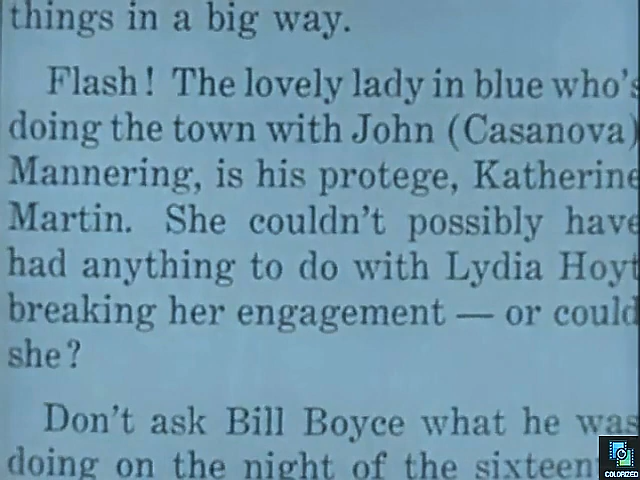 things in a big way.
Flash! The lovely lady in blue who's
doing the town with John (Casanova)
Mannering, is his protege, Katherine
Martin. She couldn't possibly have
had anything to do with Lydia Hoyt
breaking her engagement — or could
she?
Don't ask Bill Boyce what he was
doing on the night of the sixteen
COLORIZED